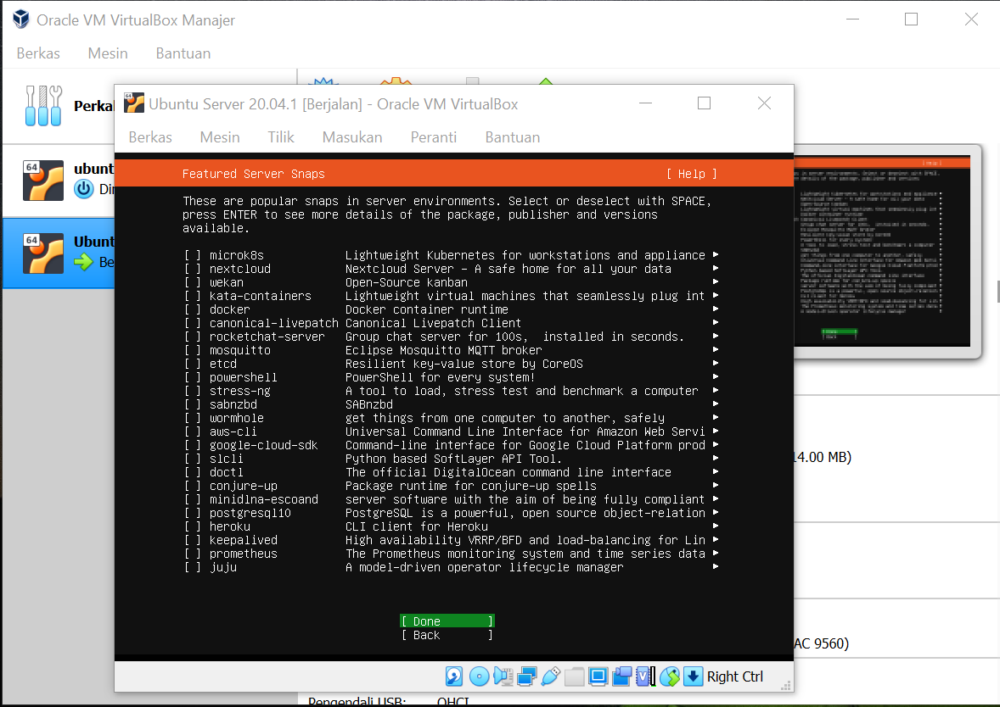 Oracle VM VirtualBox Manajer
Berkas Mesin Bantuan
Perka
64 ubunt
Dir
64 Ubunt
Be
64 Ubuntu Server 20.04.1 [Berjalan] - Oracle VM VirtualBox
Berkas Mesin Tilik Masukan Peranti Bantuan
Featured Server Snaps [ Help ]
These are popular snaps in server environments. Select or deselect with SPACE,
press ENTER to see more details of the package, publisher and versions
available.
[ ] microk8s Lightweight Kubernetes for workstations and appliance ▸
[ ] nextcloud Nextcloud Server - A safe home for all your data ▸
[ ] wekan Open-Source kanban ▸
[ ] kata-containers Lightweight virtual machines that seamlessly plug int ▸
[ ] docker Docker container runtime ▸
[ ] canonical-livepatch Canonical Livepatch Client ▸
[ ] rocketchat-server Group chat server for 100s, installed in seconds. ▸
[ ] mosquitto Eclipse Mosquitto MQTT broker ▸
[ ] etcd Resilient key-value store by CoreOS ▸
[ ] powershell PowerShell for every system! ▸
[ ] stress-ng A tool to load, stress test and benchmark a computer ▸
[ ] sabnzbd SABnzbd ▸
[ ] wormhole get things from one computer to another, safely ▸
[ ] aws-cli Universal Command Line Interface for Amazon Web Servi ▸
[ ] google-cloud-sdk Command-line interface for Google Cloud Platform prod ▸
[ ] slcli Python based SoftLayer API Tool. ▸
[ ] doctl The official DigitalOcean command line interface ▸
[ ] conjure-up Package runtime for conjure-up spells ▸
[ ] minidlna-escoand server software with the aim of being fully compliant ▸
[ ] postgresql10 PostgreSQL is a powerful, open source object-relation ▸
[ ] heroku CLI client for Heroku ▸
[ ] keepalived High availability VRRP/BFD and load-balancing for Lin ▸
[ ] prometheus The Prometheus monitoring system and time series data ▸
[ ] juju A model-driven operator lifecycle manager ▸
[ Done ]
[ Back ]
14.00 MB)
AC 9560)
Right Ctrl
Pengendali USB: OHCI